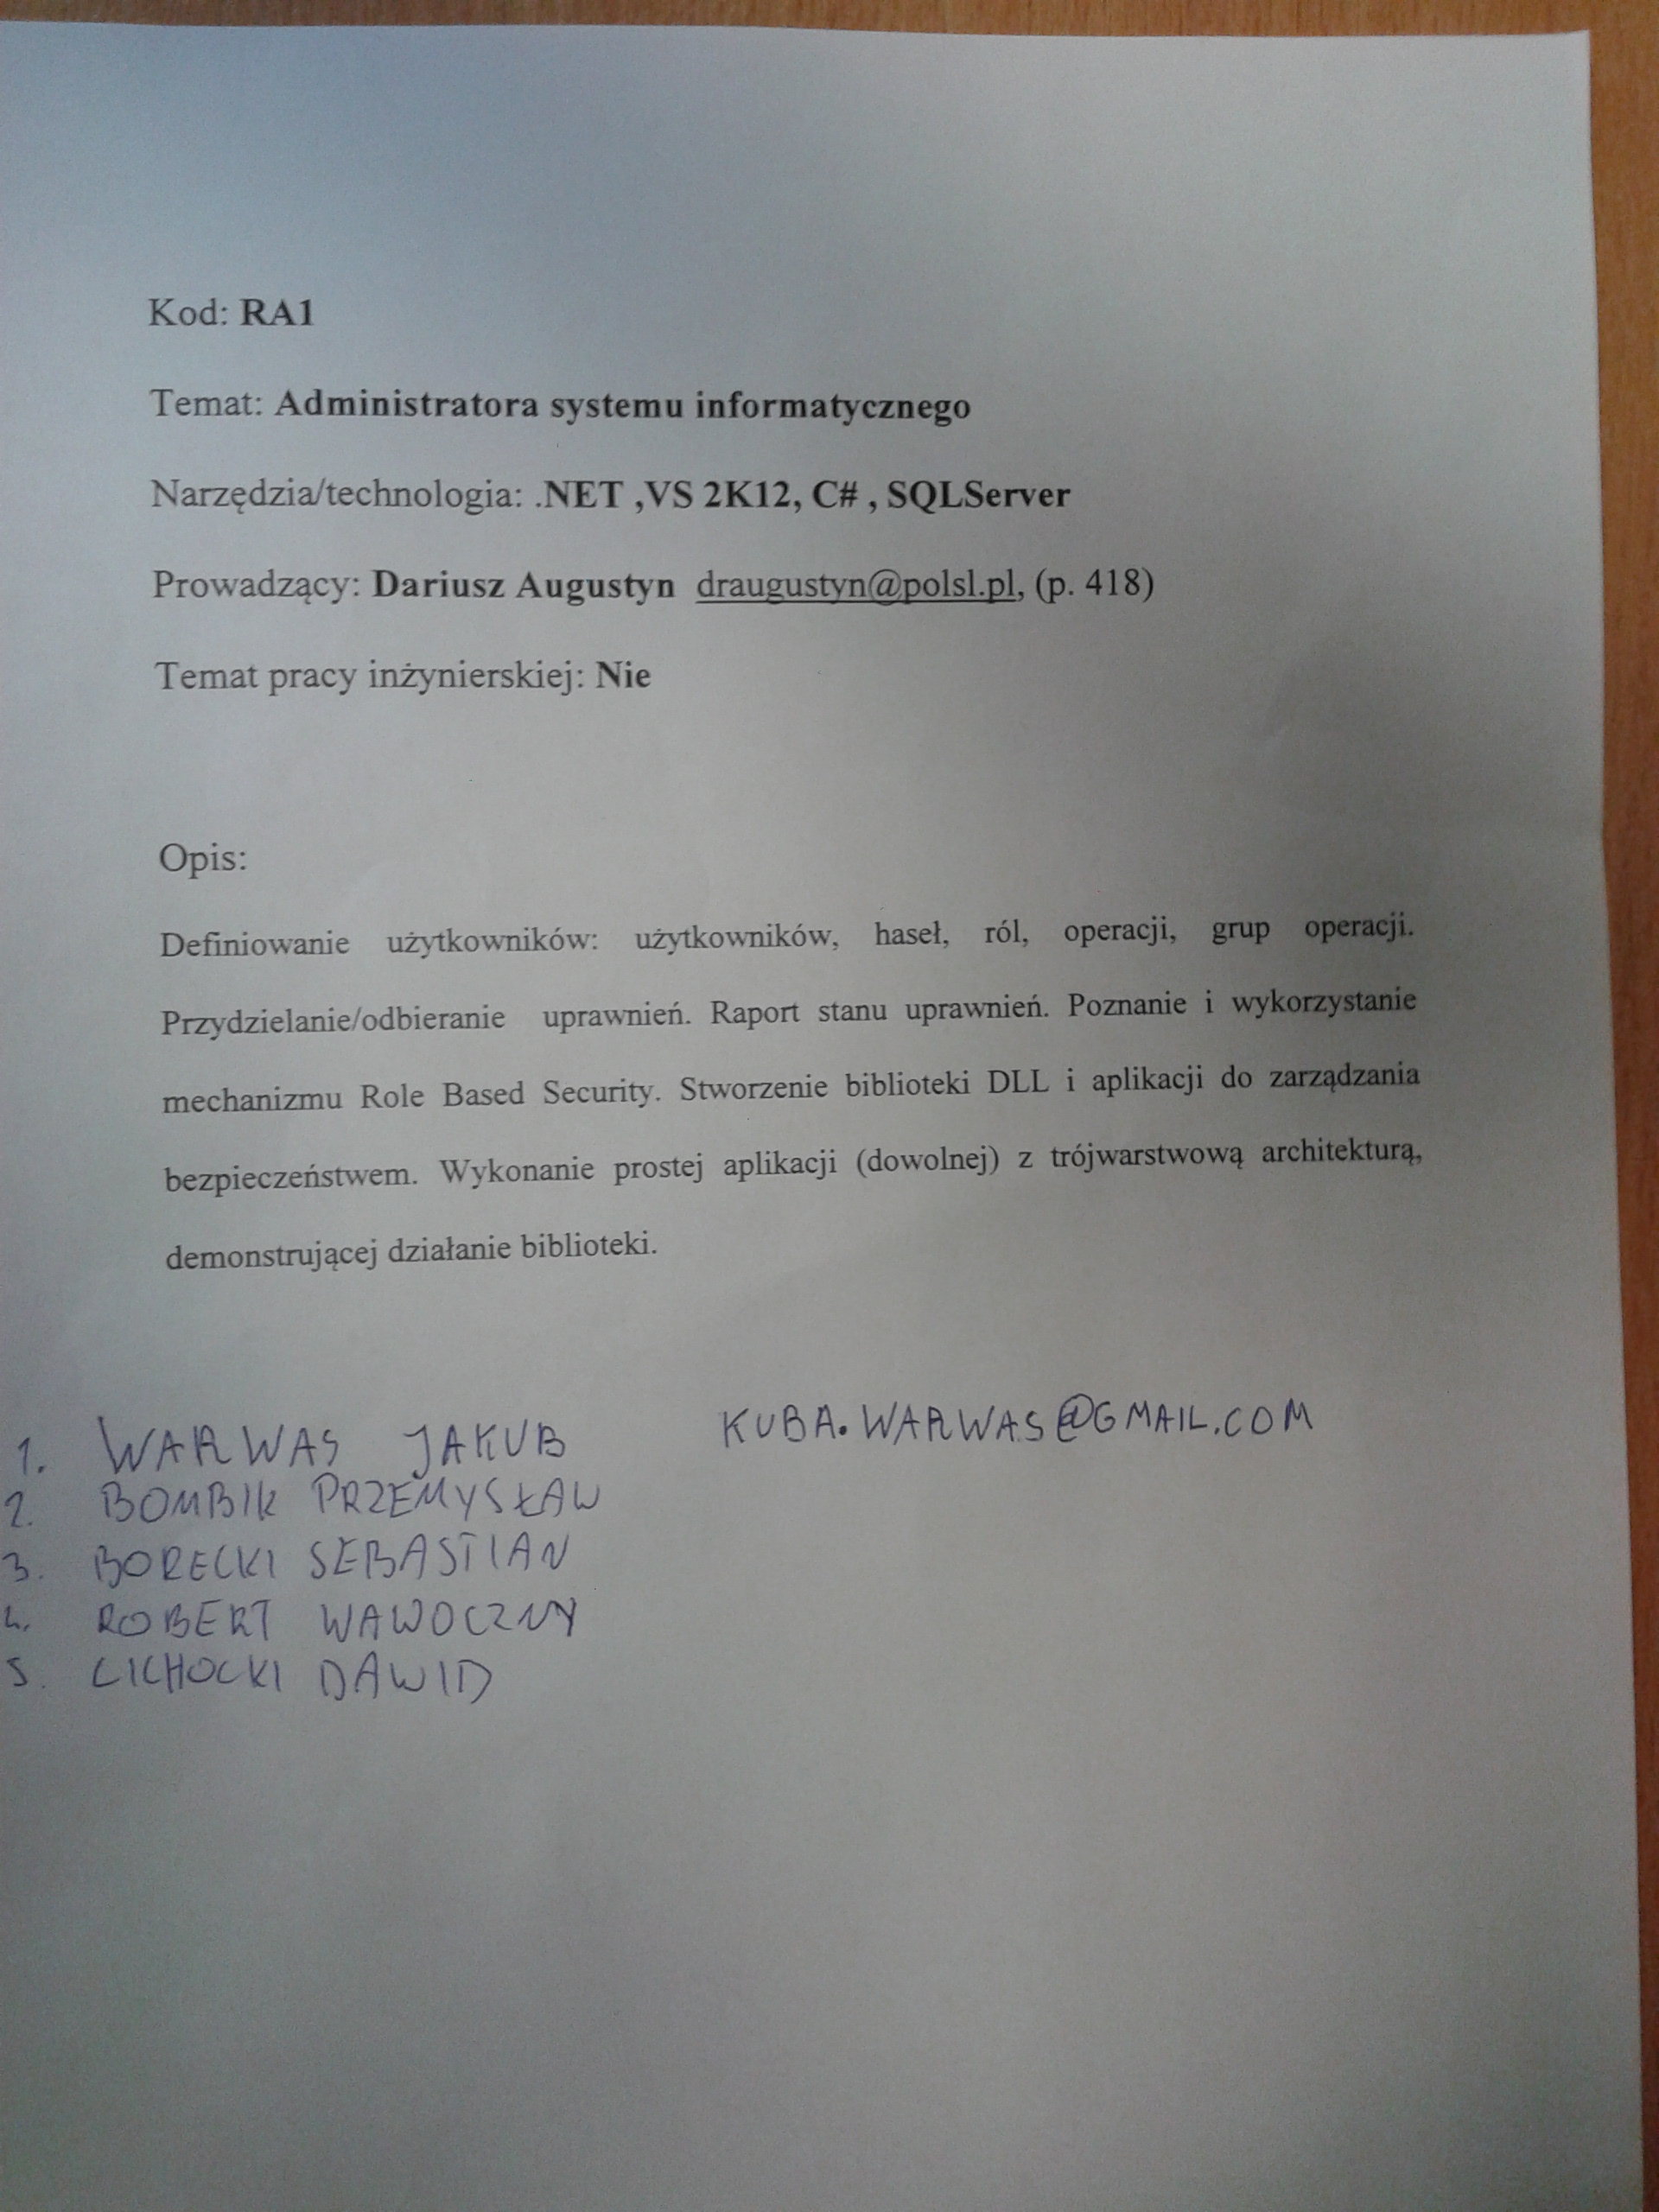 Kod: RA1
Temat: Administratora systemu informatycznego
Narzędzia/technologia: .NET ,VS 2K12, C# , SQLServer
Prowadzący: Dariusz Augustyn draugustyn@polsl.pl, (p. 418)
Temat pracy inżynierskiej: Nie
Opis:
Definiowanie użytkowników: użytkowników, haseł, ról, operacji, grup operacji.
Przydzielanie/odbieranie uprawnień. Raport stanu uprawnień. Poznanie i wykorzystanie
mechanizmu Role Based Security. Stworzenie biblioteki DLL i aplikacji do zarządzania
bezpieczeństwem. Wykonanie prostej aplikacji (dowolnej) z trójwarstwową architekturą,
demonstrującej działanie biblioteki.
1. WARWAS JAKUB KUBA.WARWAS@GMAIL.COM
2. BOMBIK PRZEMYSŁAW
3. BORECKI SEBASTIAN
4. ROBERT WAWOCZNY
5. CICHOCKI DAWID